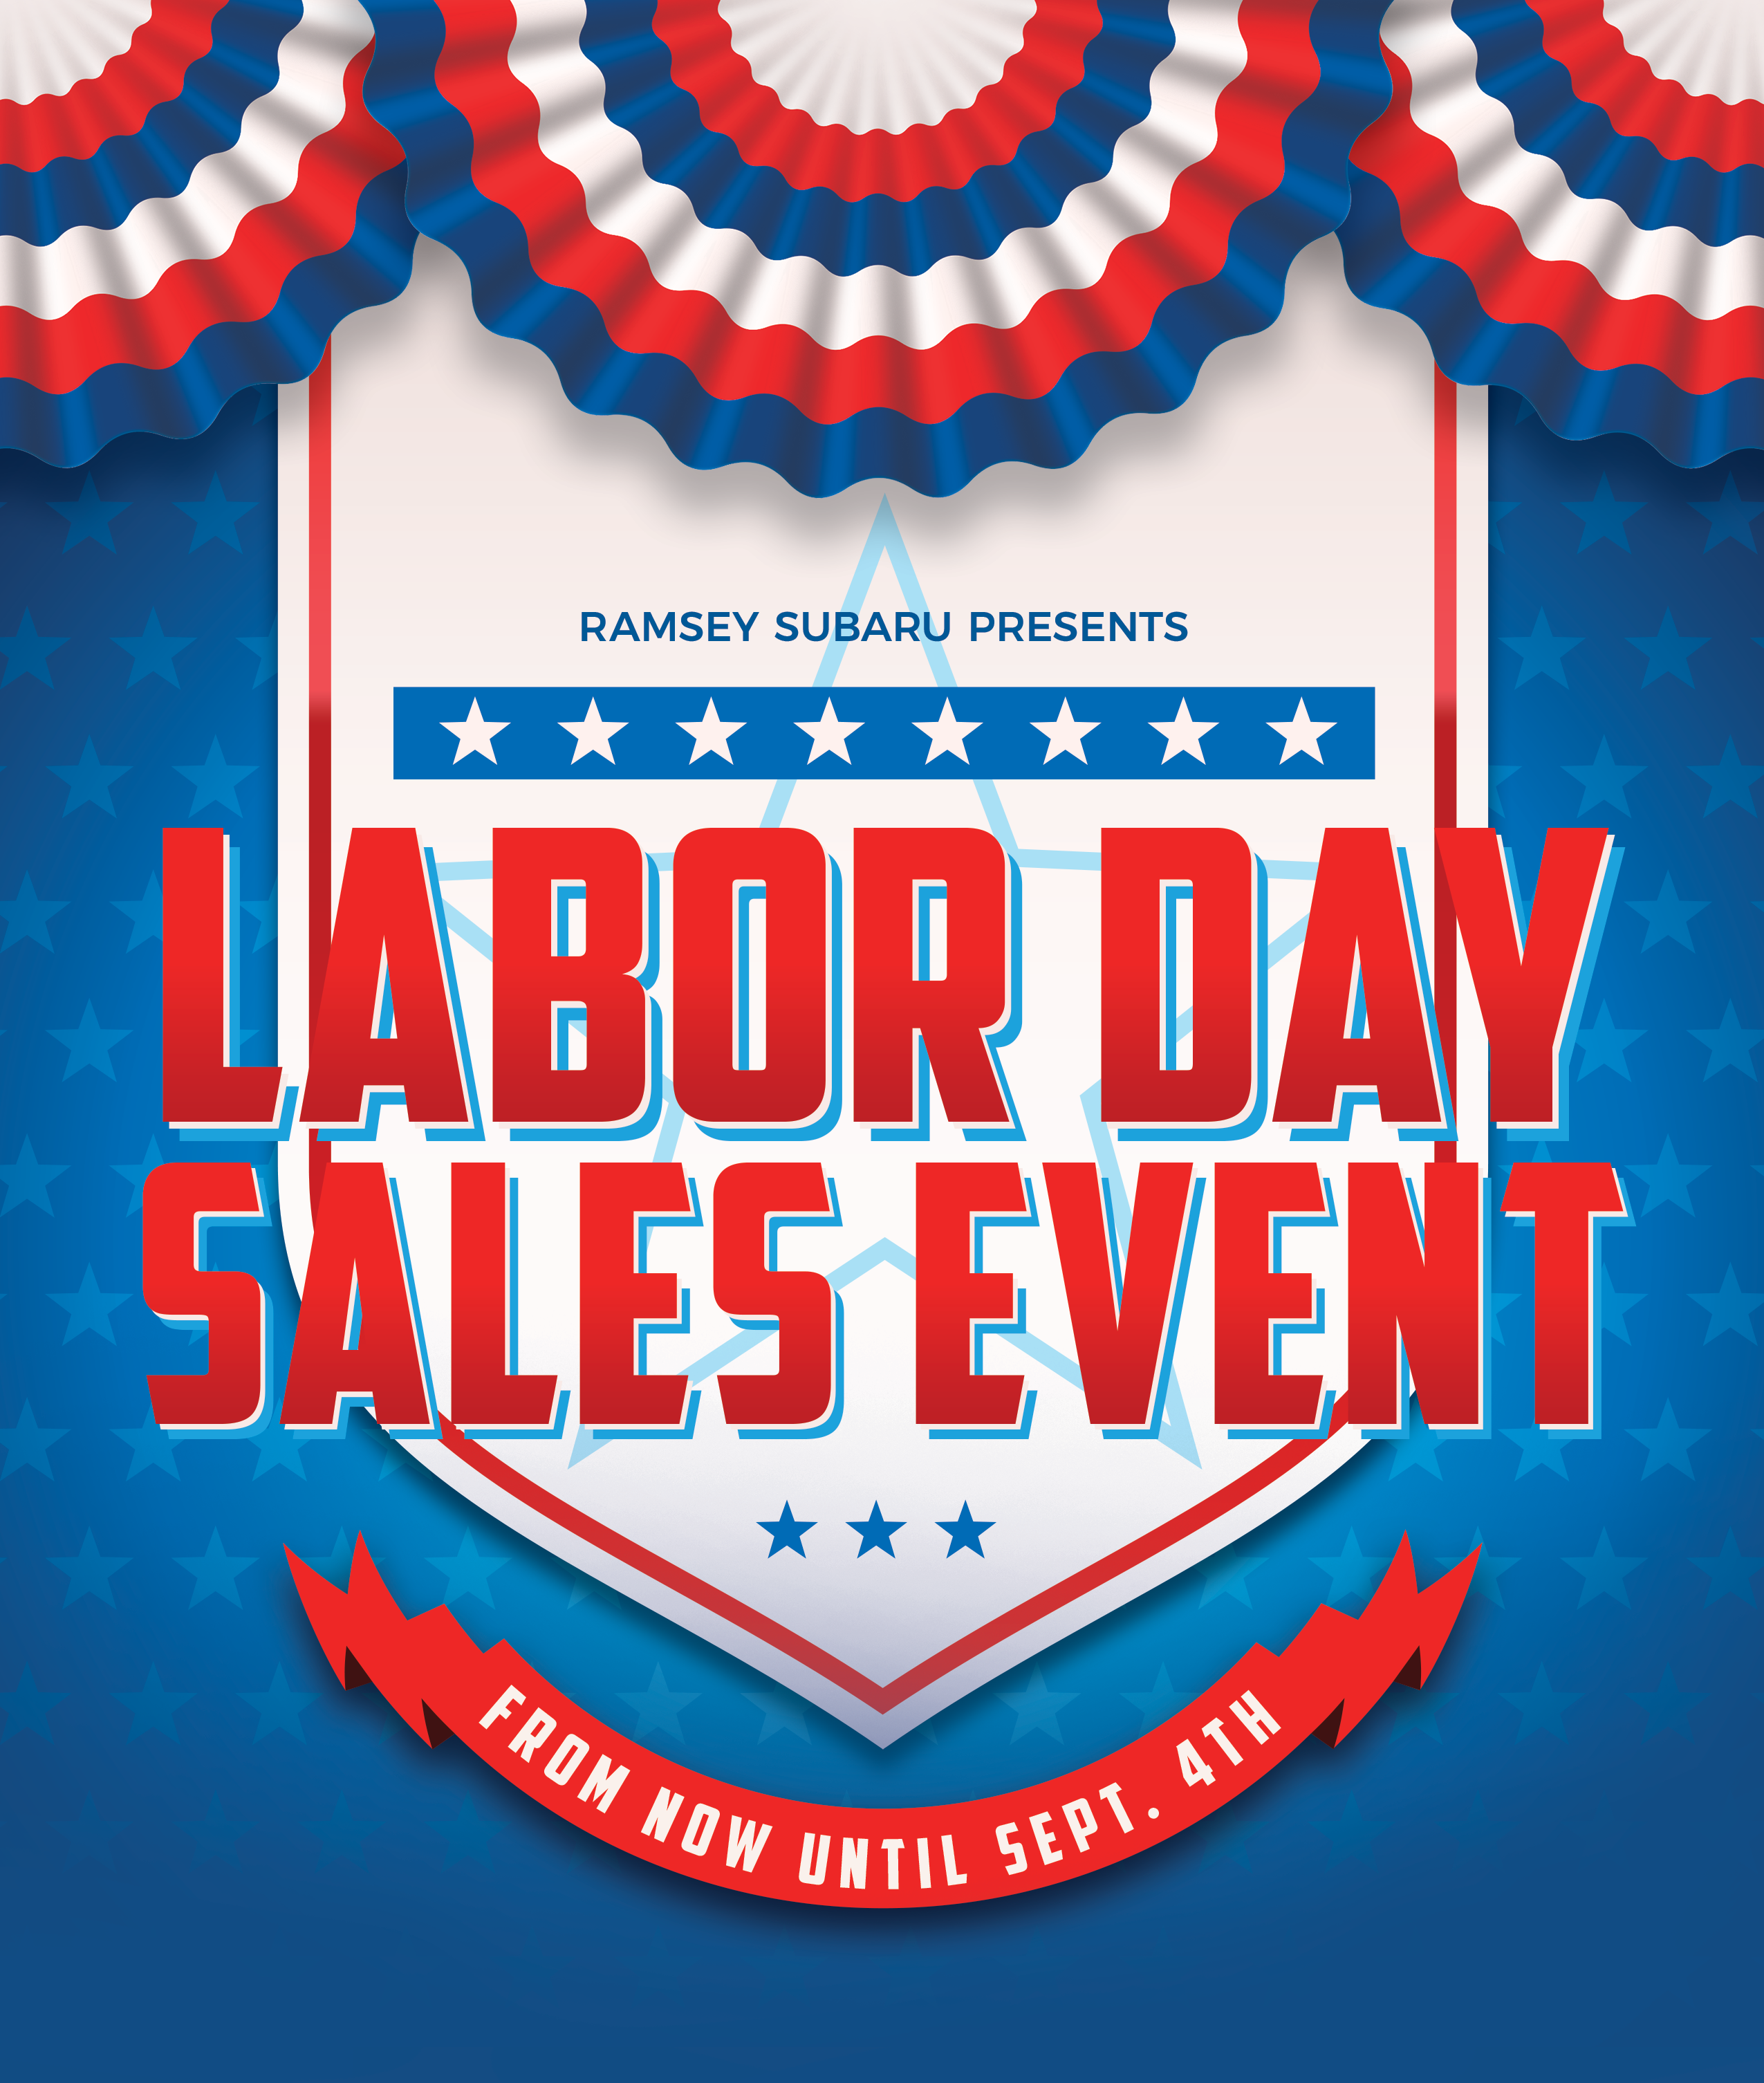 RAMSEY SUBARU PRESENTS
LABOR DAY
SALES EVENT
FROM NOW UNTIL SEPT. 4TH